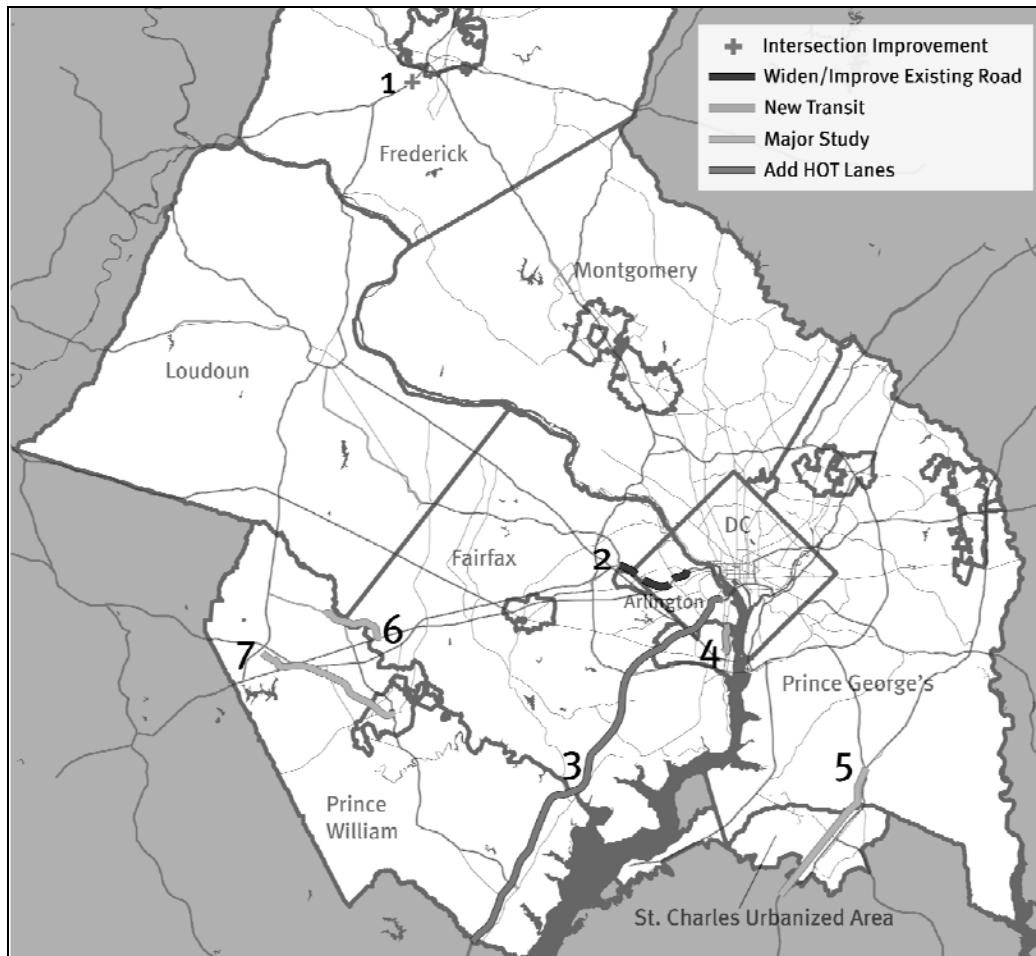 Intersection Improvement
Widen/Improve Existing Road
New Transit
Major Study
Add HOT Lanes
1
Frederick
Montgomery
Loudoun
DC
2
Fairfax
Arlington
6
4
7
Prince George's
3
5
Prince
William
St. Charles Urbanized Area